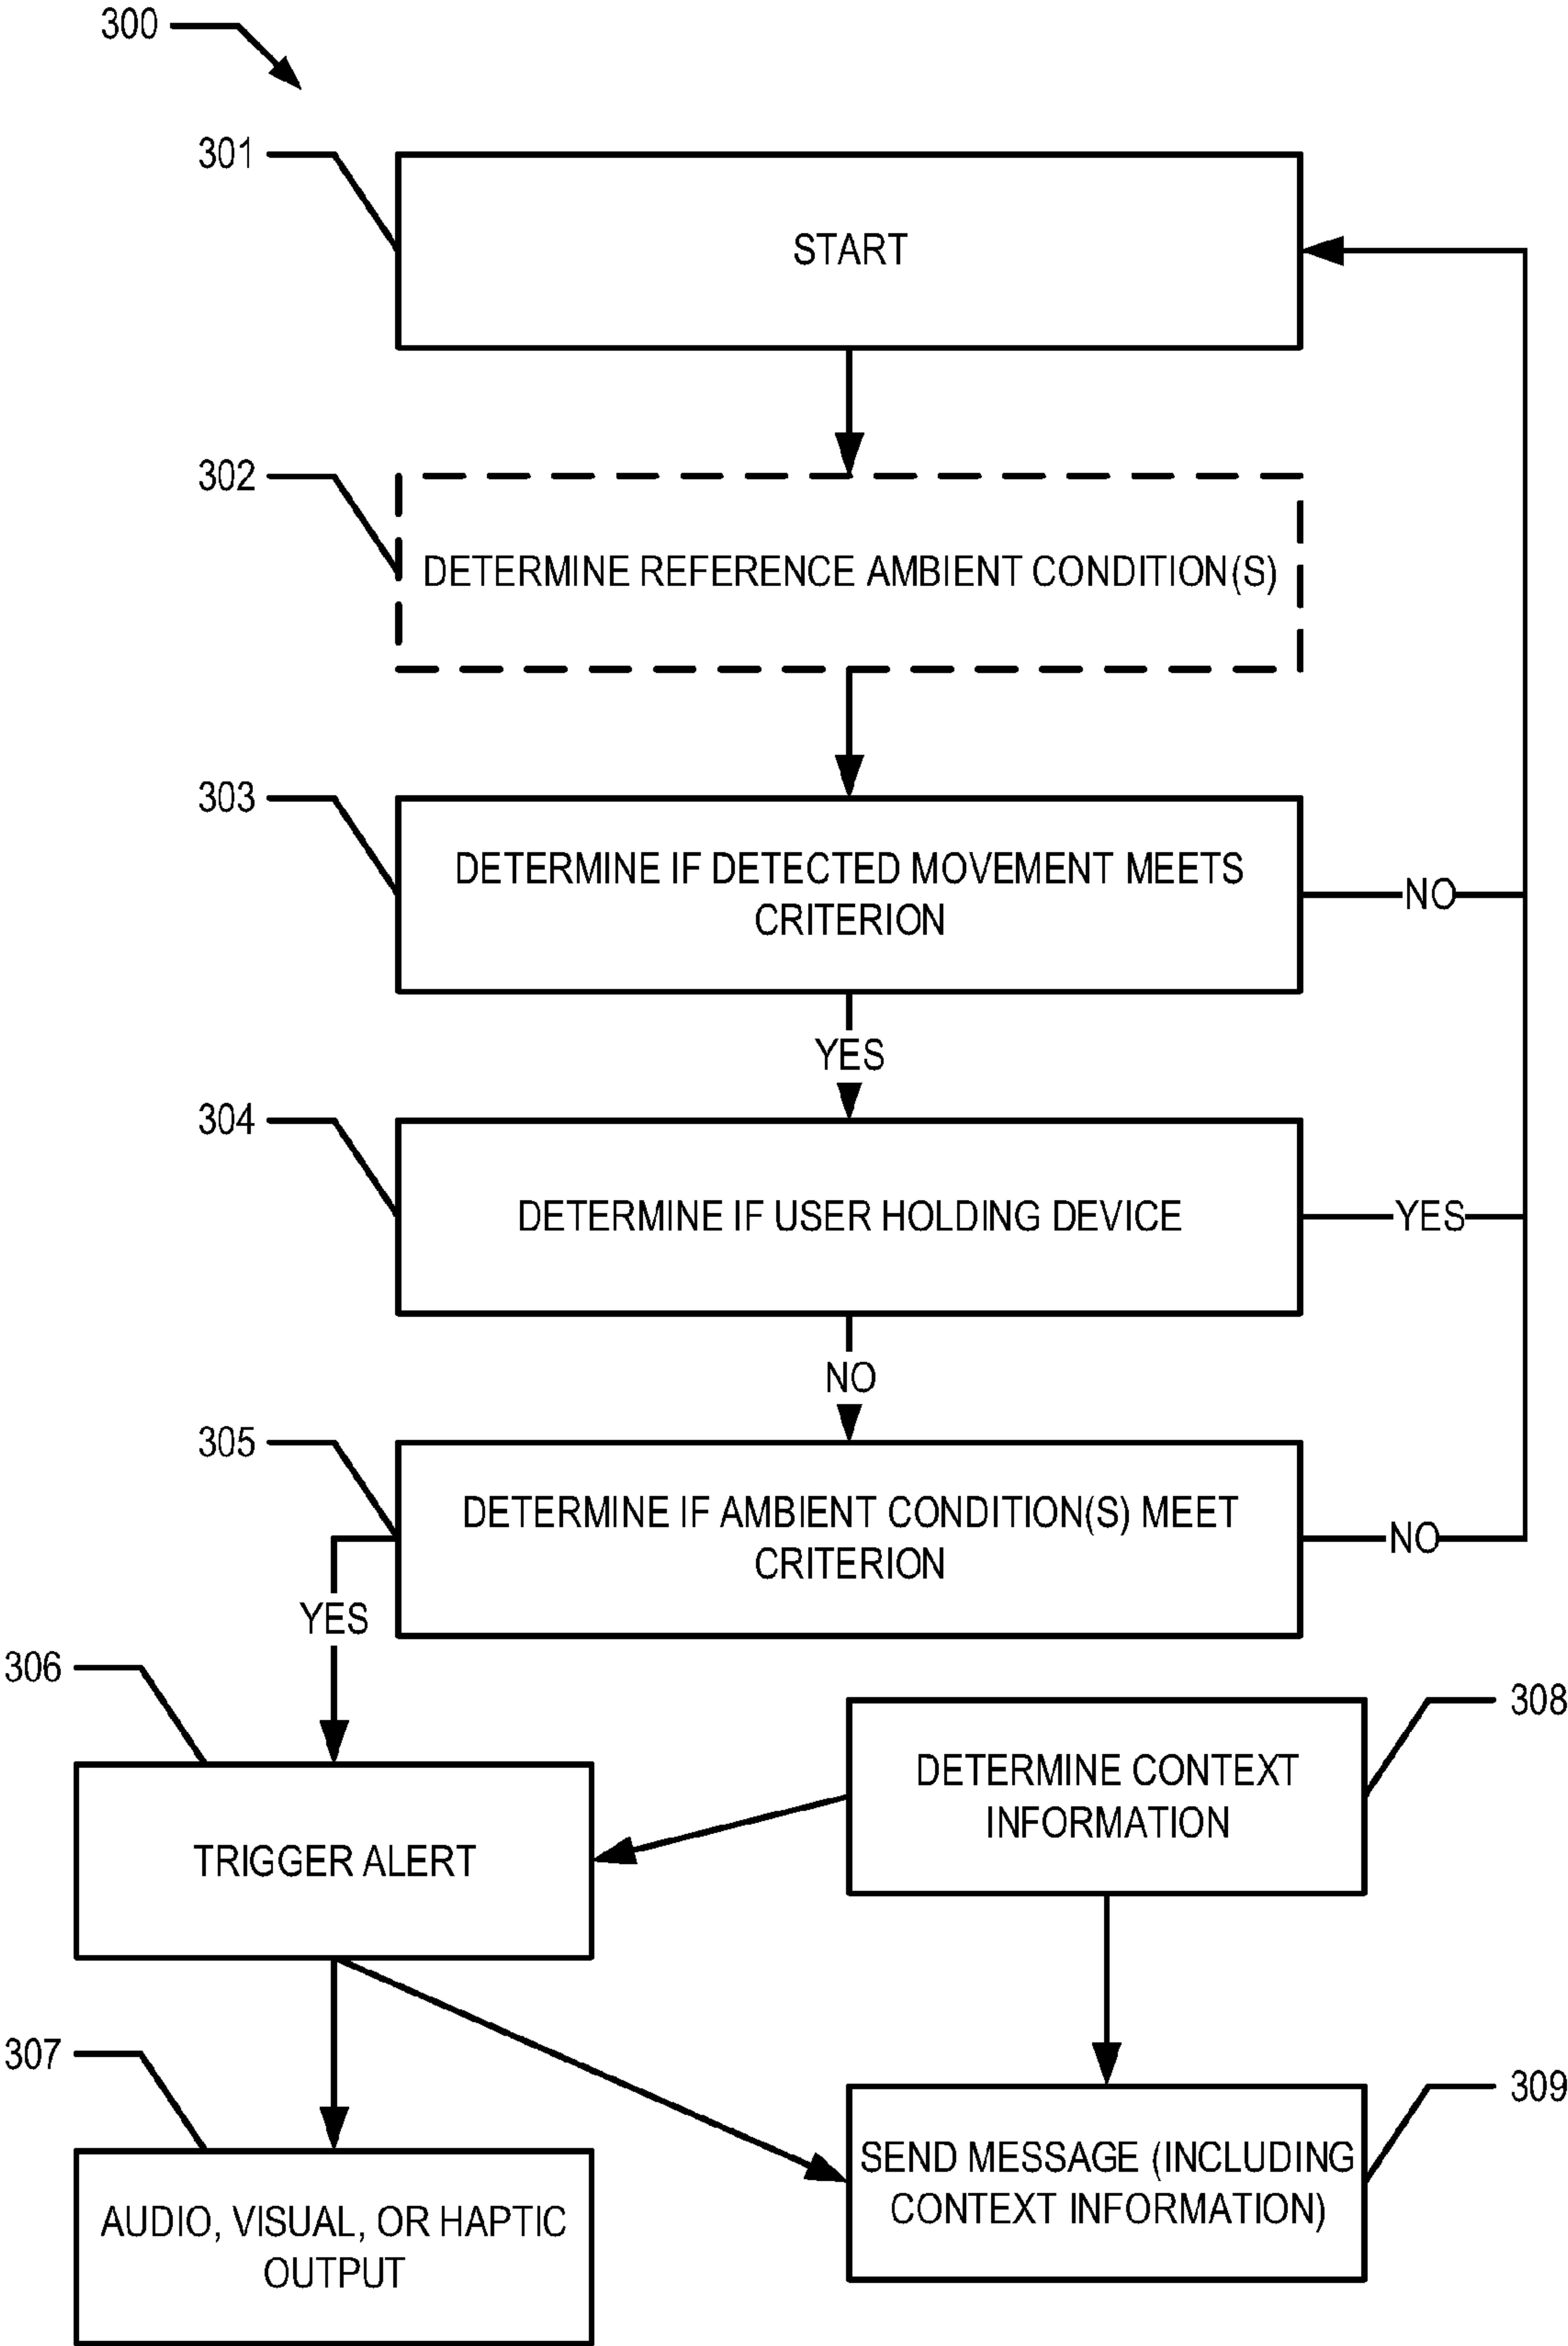 300
301
START
302
DETERMINE REFERENCE AMBIENT CONDITION(S)
303
DETERMINE IF DETECTED MOVEMENT MEETS
CRITERION
NO
YES
304
DETERMINE IF USER HOLDING DEVICE
YES
NO
305
DETERMINE IF AMBIENT CONDITION(S) MEET
CRITERION
NO
YES
306
TRIGGER ALERT
308
DETERMINE CONTEXT
INFORMATION
307
AUDIO, VISUAL, OR HAPTIC
OUTPUT
309
SEND MESSAGE (INCLUDING
CONTEXT INFORMATION)